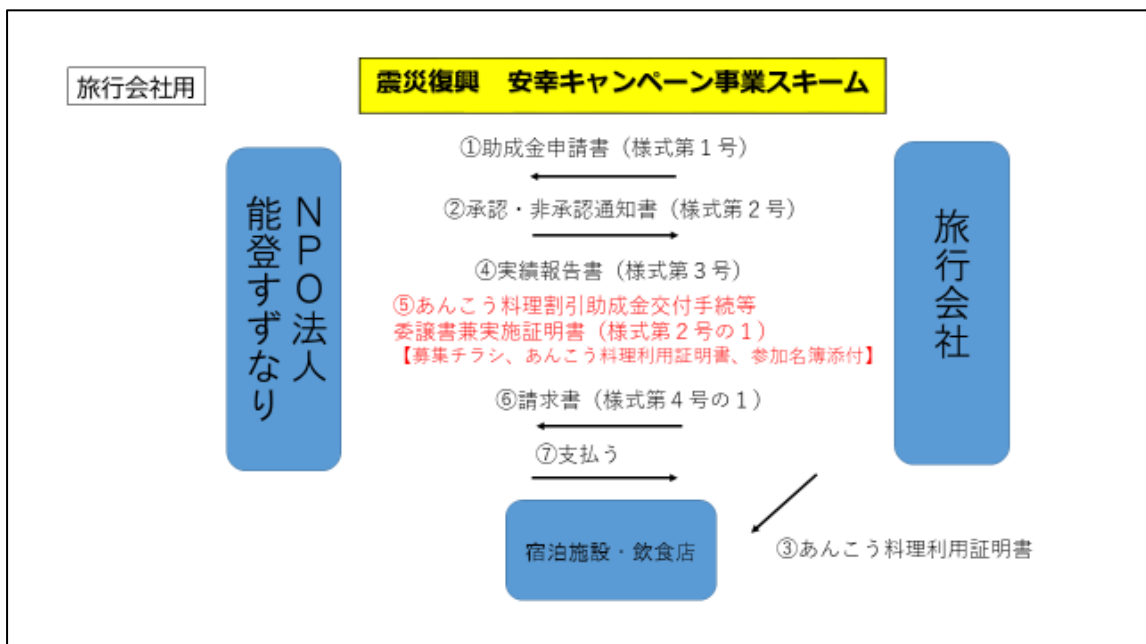 旅行会社用
震災復興　安幸キャンペーン事業スキーム
NPO法人
能登すずなり
①助成金申請書（様式第１号）
②承認・非承認通知書（様式第２号）
④実績報告書（様式第３号）
⑤あんこう料理割引助成金交付手続等
委譲書兼実施証明書（様式第２号の１）
【募集チラシ、あんこう料理利用証明書、参加名簿添付】
⑥請求書（様式第４号の１）
⑦支払う
旅行会社
宿泊施設・飲食店
③あんこう料理利用証明書